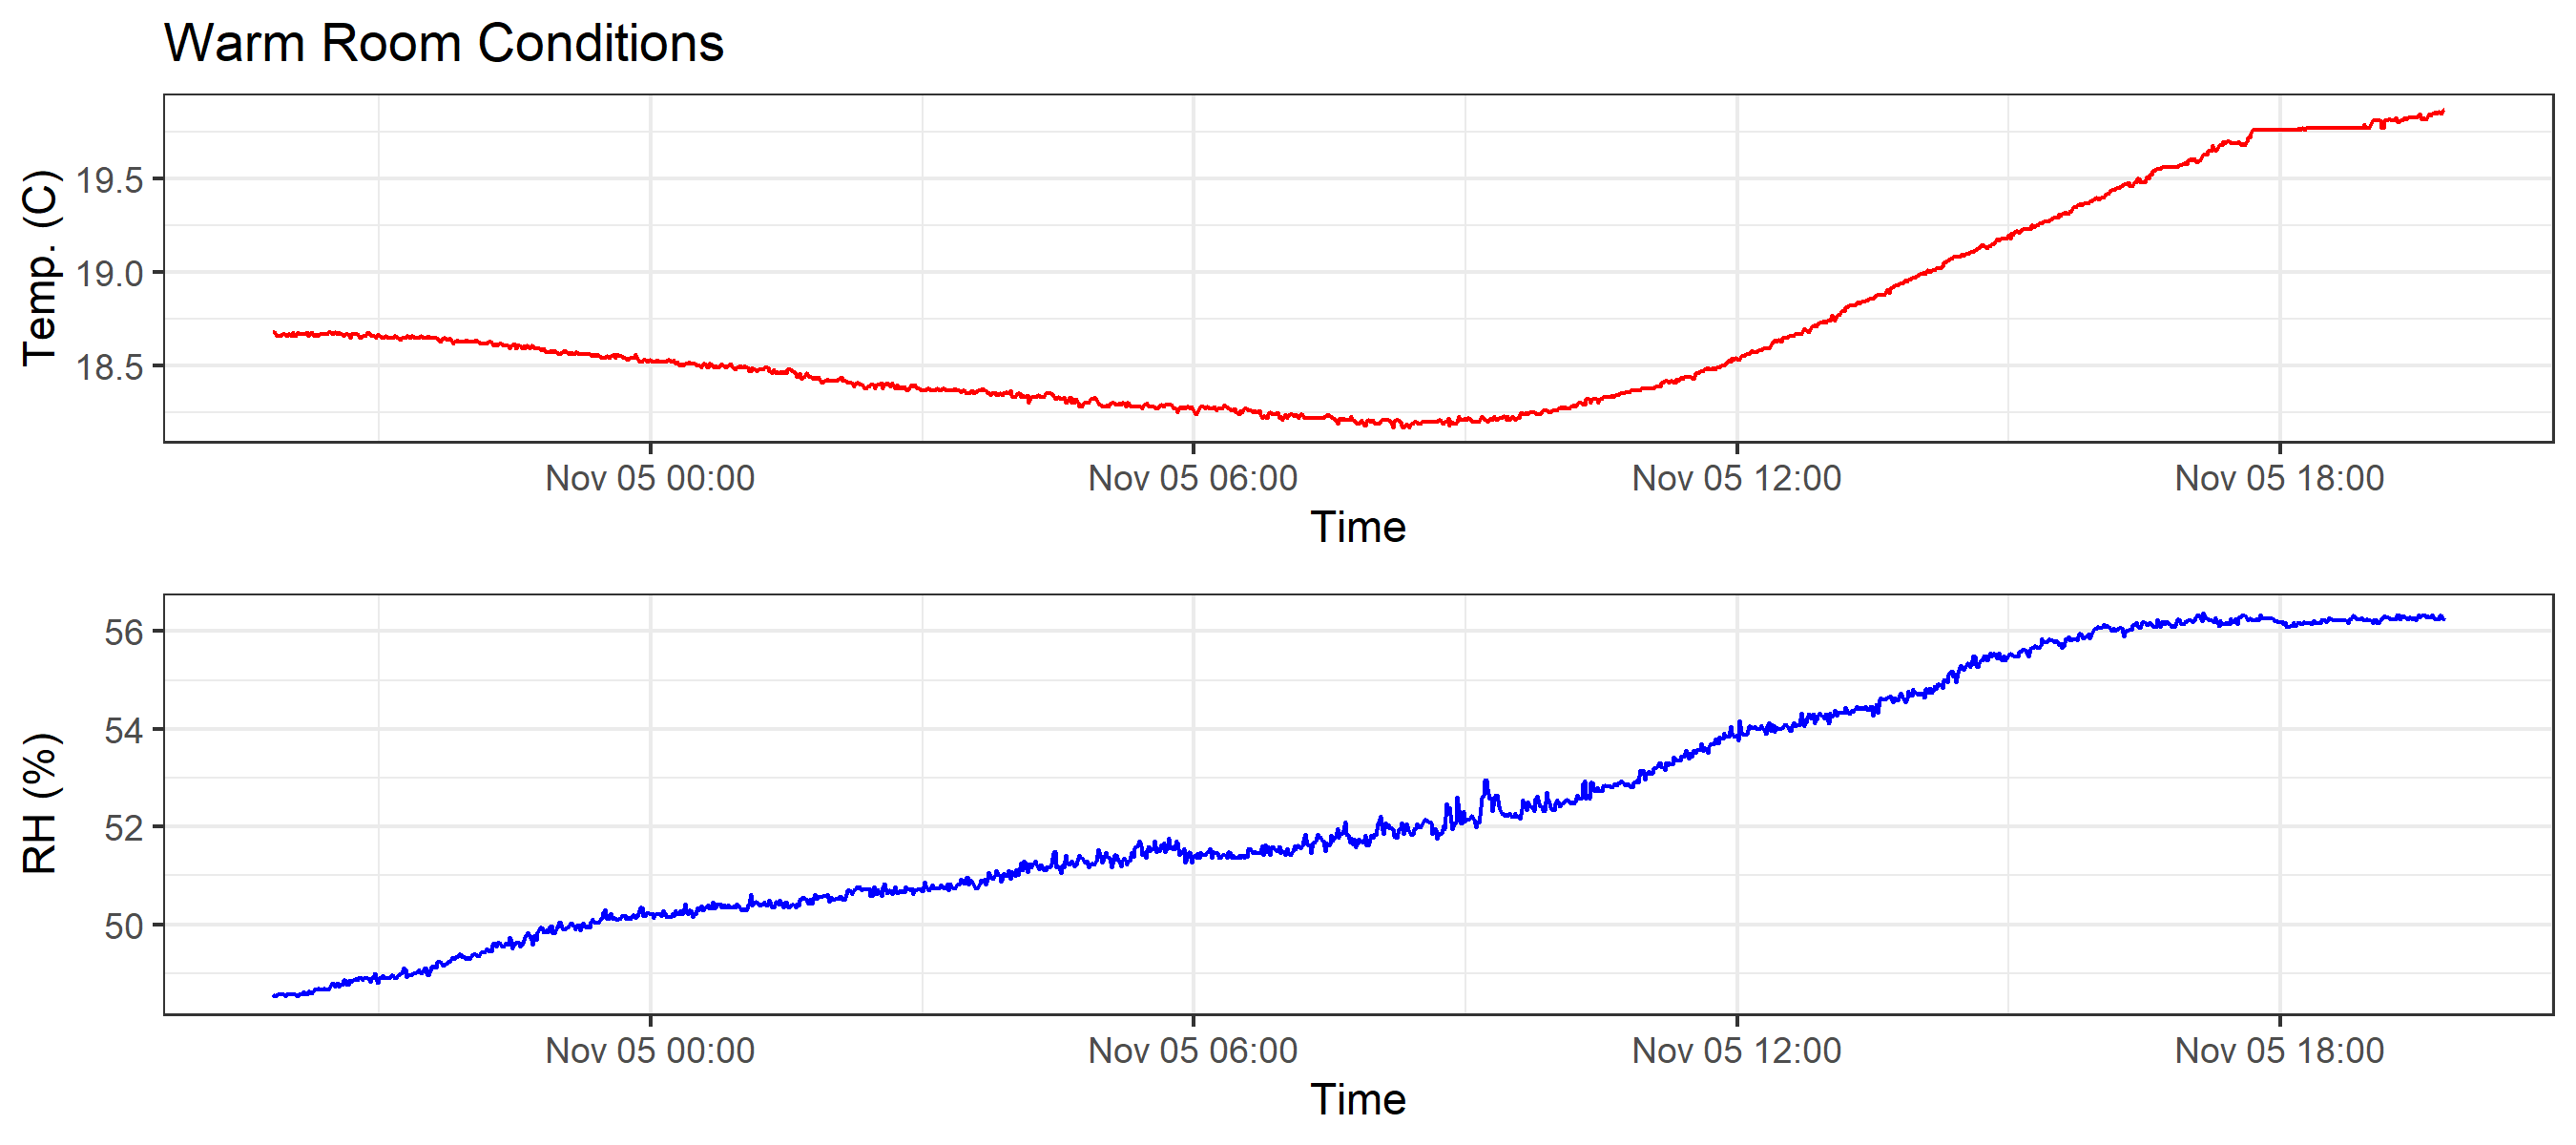 Warm Room Conditions
Temp. (C)
19.5
19.0
18.5
Nov 05 00:00
Nov 05 06:00
Nov 05 12:00
Nov 05 18:00
Time
RH (%)
56
54
52
50
Nov 05 00:00
Nov 05 06:00
Nov 05 12:00
Nov 05 18:00
Time